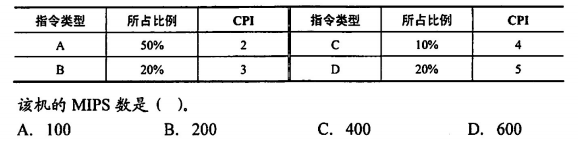 指令类型 所占比例 CPI 指令类型 所占比例 CPI
A 50% 2 C 10% 4
B 20% 3 D 20% 5
该机的 MIPS 数是（ ）。
A. 100 B. 200 C. 400 D. 600